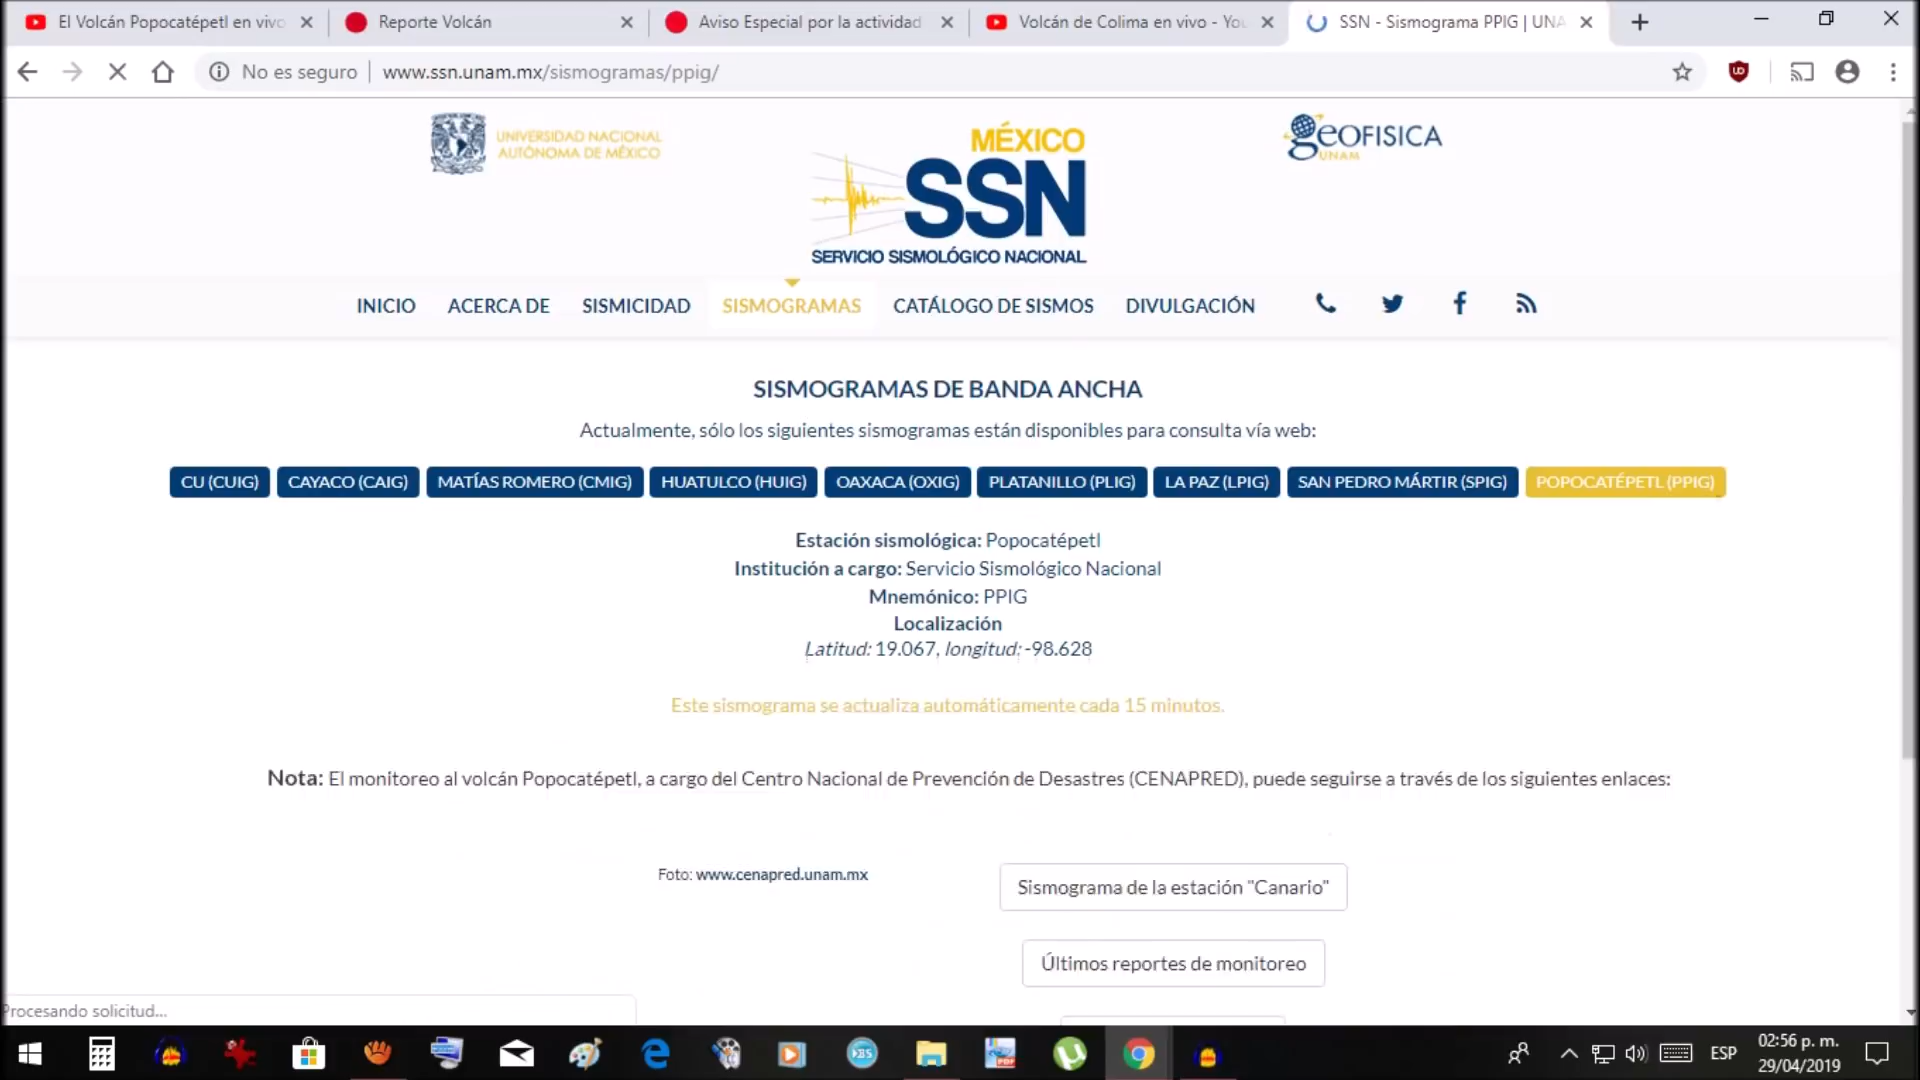 El Volcán Popocatépetl en vivo
Reporte Volcán
Aviso Especial por la actividad
Volcán de Colima en vivo - You
SSN - Sismograma PPIG | UNA
No es seguro
www.ssn.unam.mx/sismogramas/ppig/
UNIVERSIDAD NACIONAL
AUTÓNOMA DE MÉXICO
MÉXICO
SSN
SERVICIO SISMOLÓGICO NACIONAL
GEOFISICA
UNAM
INICIO
ACERCA DE
SISMICIDAD
SISMOGRAMAS
CATÁLOGO DE SISMOS
DIVULGACIÓN
SISMOGRAMAS DE BANDA ANCHA
Actualmente, sólo los siguientes sismogramas están disponibles para consulta vía web:
CU (CUIG)
CAYACO (CAIG)
MATÍAS ROMERO (CMIG)
HUATULCO (HUIG)
OAXACA (OXIG)
PLATANILLO (PLIG)
LA PAZ (LPIG)
SAN PEDRO MÁRTIR (SPIG)
POPOCATÉPETL (PPIG)
Estación sismológica: Popocatépetl
Institución a cargo: Servicio Sismológico Nacional
Mnemónico: PPIG
Localización
Latitud: 19.067, longitud: -98.628
Este sismograma se actualiza automáticamente cada 15 minutos.
Nota: El monitoreo al volcán Popocatépetl, a cargo del Centro Nacional de Prevención de Desastres (CENAPRED), puede seguirse a través de los siguientes enlaces:
Foto: www.cenapred.unam.mx
Sismograma de la estación "Canario"
Últimos reportes de monitoreo
Procesando solicitud...
ESP
02:56 p. m.
29/04/2019